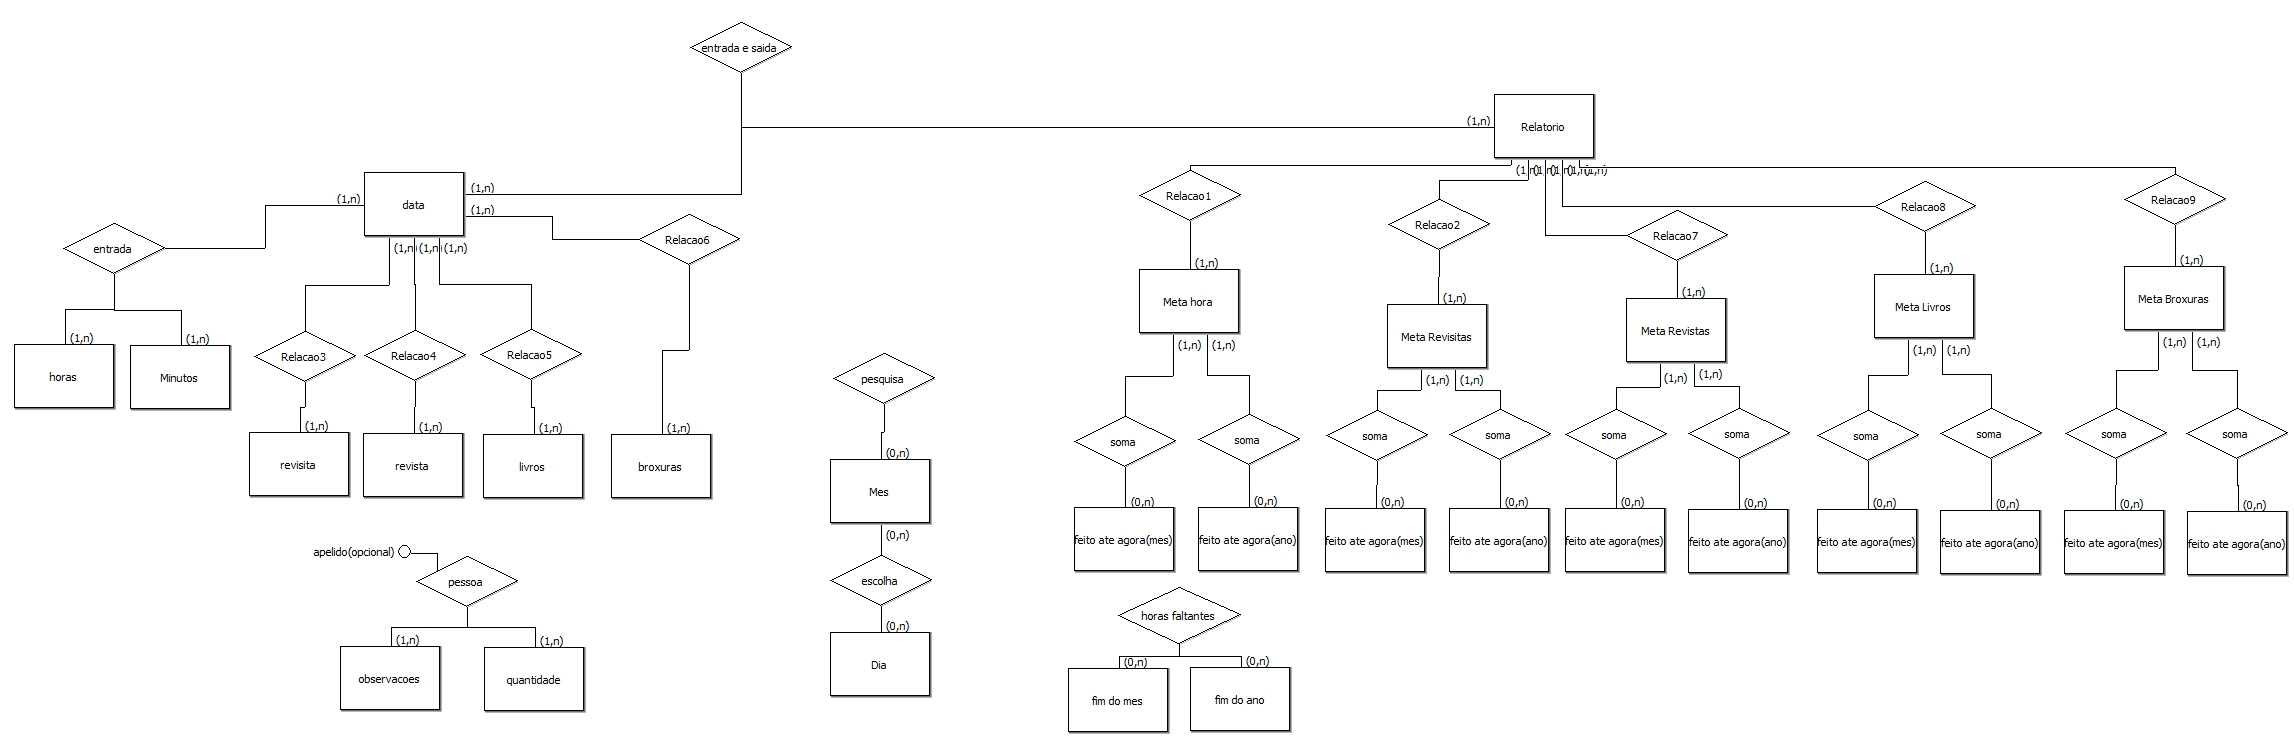 entrada e saida
(1,n)
Relatorio
(1,n)
(1,n)
(1,n)
data
(1,n)
entrada
(1,n)
(1,n)
(1,n)
Relacao6
(1,n)
(1,n)
horas
Minutos
Relacao3
Relacao4
Relacao5
(1,n)
(1,n)
(1,n)
(1,n)
revisita
revista
livros
broxuras
apelido(opcional)
pessoa
(1,n)
(1,n)
observacoes
quantidade
pesquisa
(0,n)
Mes
(0,n)
escolha
(0,n)
Dia
Relacao1
Relacao2
Relacao7
Relacao8
Relacao9
(1,n)
(1,n)
(1,n)
(1,n)
(1,n)
Meta hora
Meta Revisitas
Meta Revistas
Meta Livros
Meta Broxuras
(1,n)
(1,n)
(1,n)
(1,n)
(1,n)
(1,n)
(1,n)
(1,n)
(1,n)
(1,n)
soma
soma
soma
soma
soma
soma
soma
soma
soma
soma
(0,n)
(0,n)
(0,n)
(0,n)
(0,n)
(0,n)
(0,n)
(0,n)
(0,n)
(0,n)
feito ate agora(mes)
feito ate agora(ano)
feito ate agora(mes)
feito ate agora(ano)
feito ate agora(mes)
feito ate agora(ano)
feito ate agora(mes)
feito ate agora(ano)
feito ate agora(mes)
feito ate agora(ano)
horas faltantes
(0,n)
(0,n)
fim do mes
fim do ano